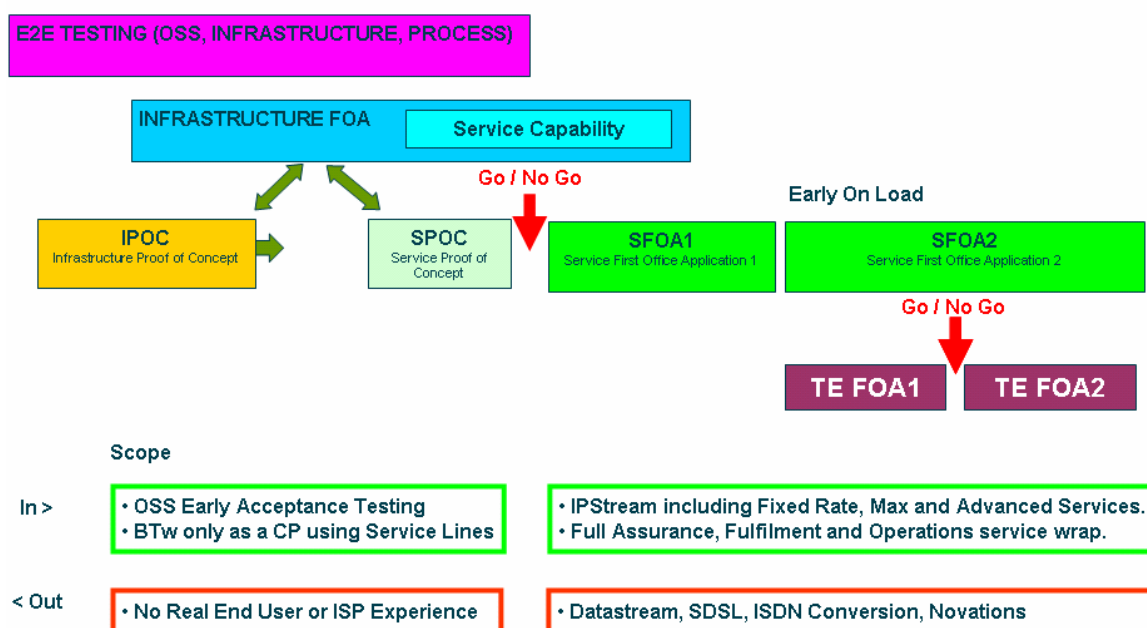 E2E TESTING (OSS, INFRASTRUCTURE, PROCESS)
INFRASTRUCTURE FOA
Service Capability
Go / No Go
Early On Load
IPOC
Infrastructure Proof of Concept
SPOC
Service Proof of
Concept
SFOA1
Service First Office Application 1
SFOA2
Service First Office Application 2
Go / No Go
TE FOA1
TE FOA2
Scope
In >
• OSS Early Acceptance Testing
• BTw only as a CP using Service Lines
• IPStream including Fixed Rate, Max and Advanced Services.
• Full Assurance, Fulfilment and Operations service wrap.
< Out
• No Real End User or ISP Experience
• Datastream, SDSL, ISDN Conversion, Novations